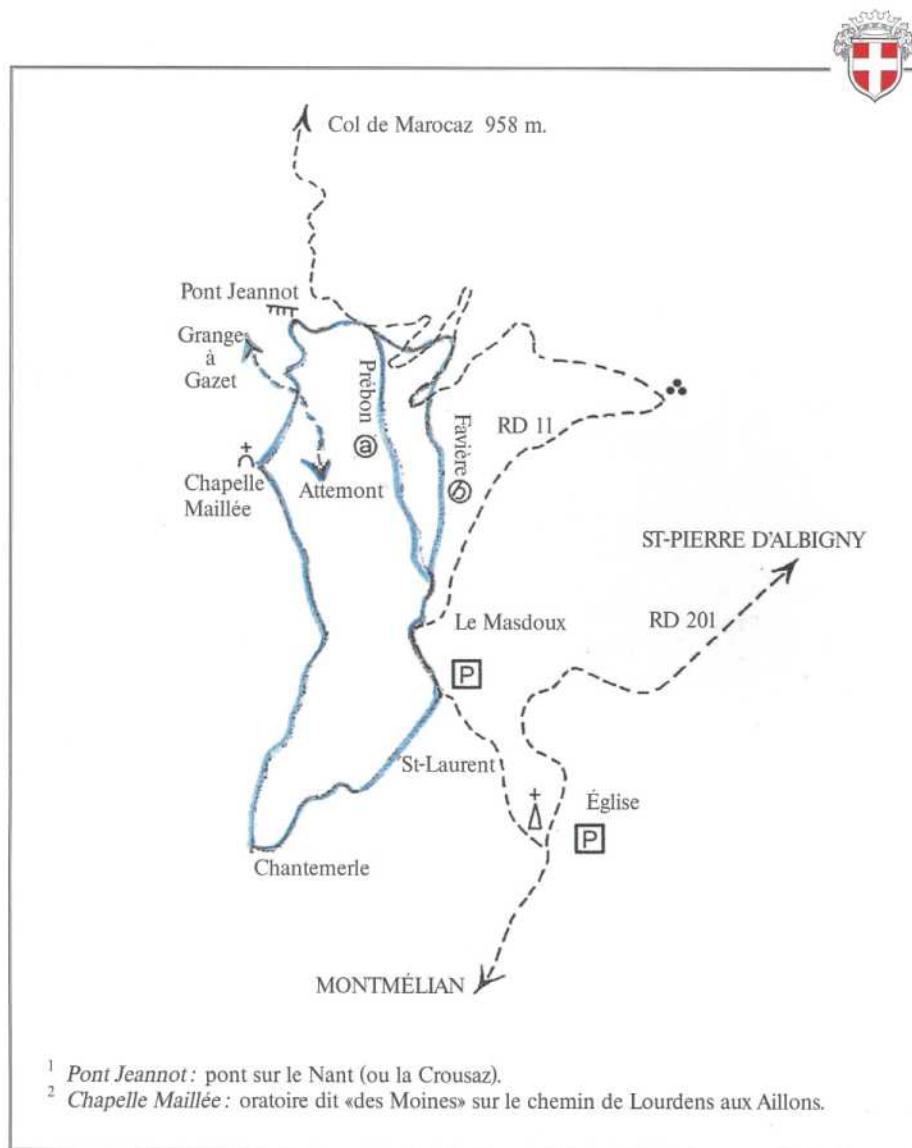 Col de Marocaz 958 m.
Pont Jeannot
Grange
à
Gazet
Prébon
a
Favière
b
RD 11
Chapelle
Maillée
Attemont
ST-PIERRE D'ALBIGNY
Le Masdoux
RD 201
P
St-Laurent
Église
P
Chantemerle
MONTMÉLIAN
1 Pont Jeannot : pont sur le Nant (ou la Crousaz).
2 Chapelle Maillée : oratoire dit «des Moines» sur le chemin de Lourdens aux Aillons.